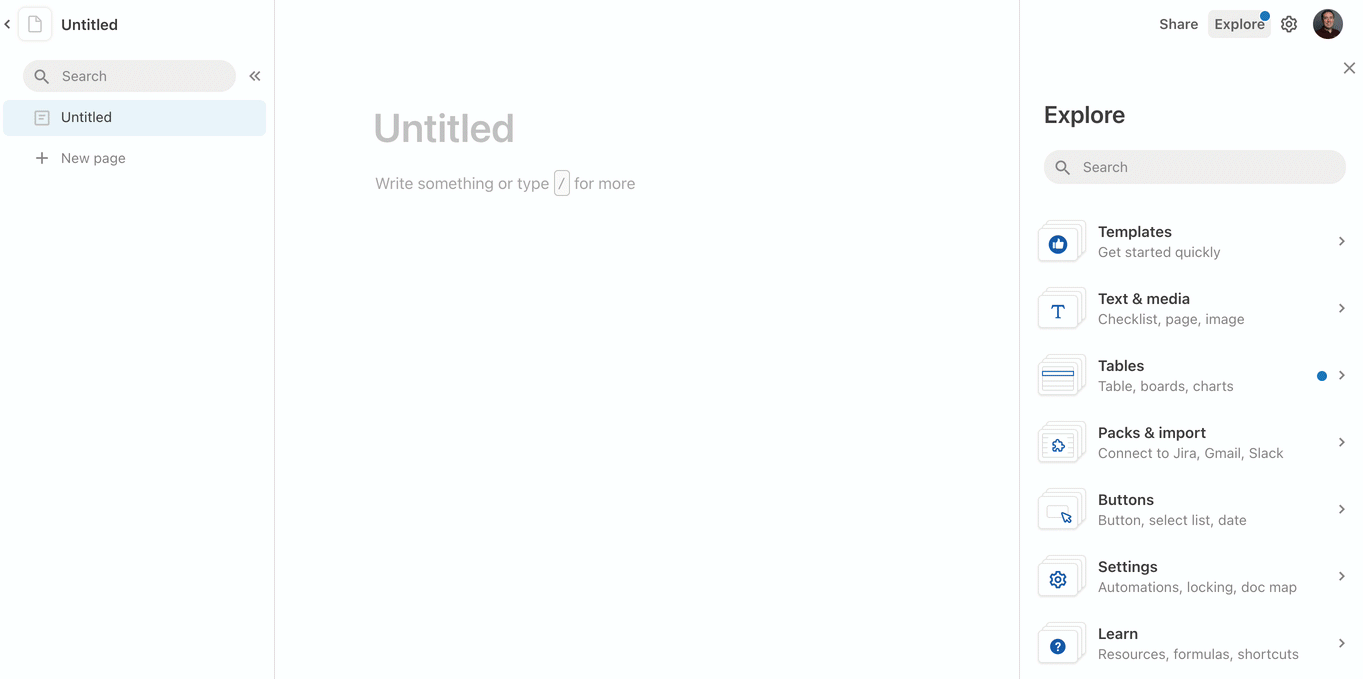 Untitled
Share
Explore
Search
Untitled
New page
Untitled
Write something or type / for more
Explore
Search
Templates
Get started quickly
Text & media
Checklist, page, image
Tables
Table, boards, charts
Packs & import
Connect to Jira, Gmail, Slack
Buttons
Button, select list, date
Settings
Automations, locking, doc map
Learn
Resources, formulas, shortcuts